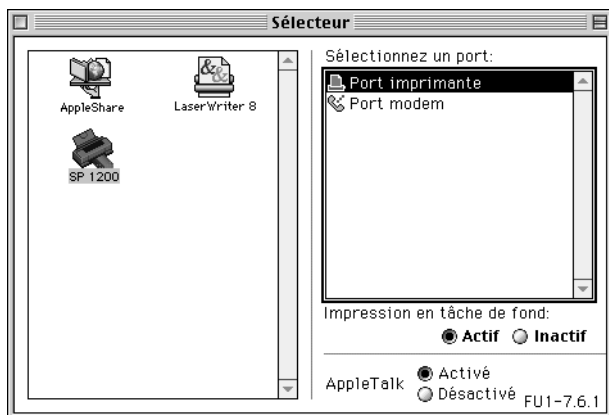 Sélecteur
AppleShare
LaserWriter 8
SP 1200
Sélectionnez un port:
Port imprimante
Port modem
Impression en tâche de fond:
Actif Inactif
AppleTalk
Activé
Désactivé
FU1-7.6.1